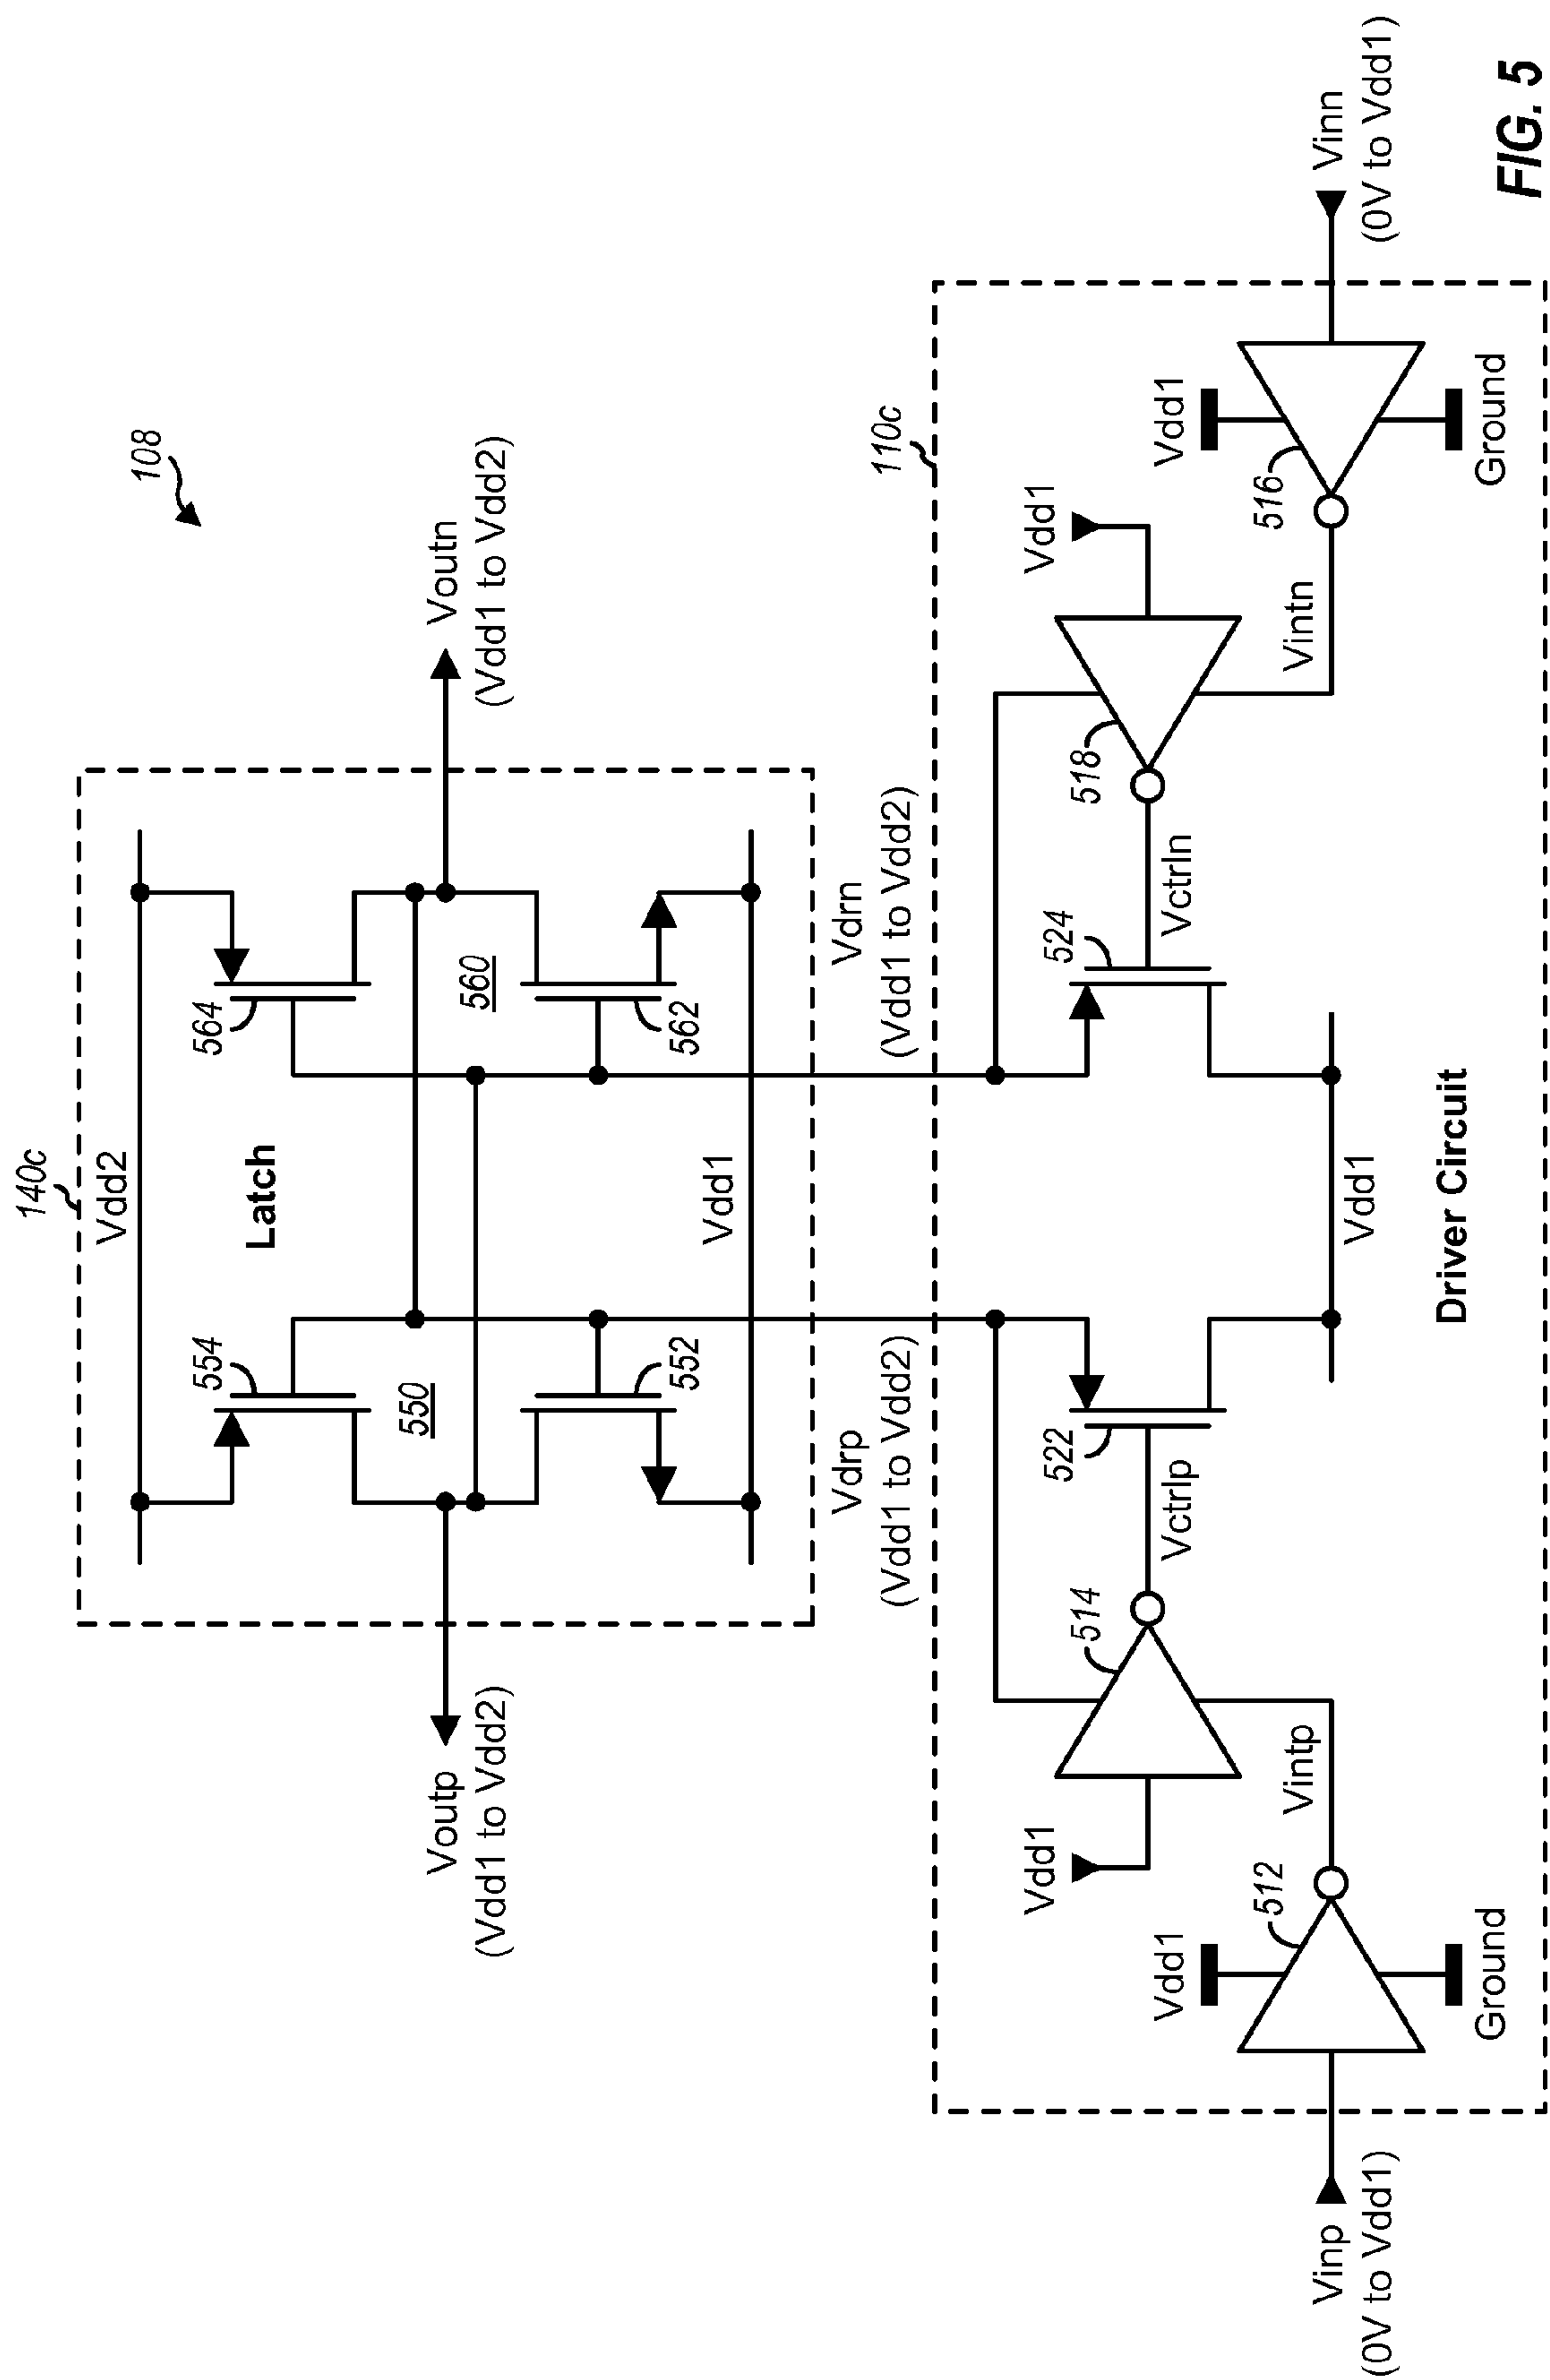 108
140c
Vdd2
554
564
Latch
Voutp
(Vdd1 to Vdd2)
550
560
Voutn
(Vdd1 to Vdd2)
552
562
Vdd1
Vdrp
(Vdd1 to Vdd2)
Vdrn
(Vdd1 to Vdd2)
110c
Vdd1
514
522
524
518
Vdd1
Vctrlp
Vctrln
Vdd1
512
Vintp
Vintn
516
Vdd1
Vinp
(0V to Vdd1)
Ground
Vdd1
Ground
Vinn
(0V to Vdd1)
Driver Circuit
FIG. 5